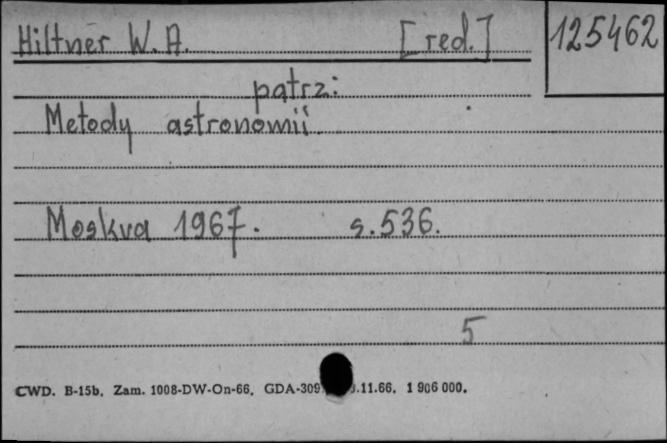 Hiltner W. A. [red.] 125462
patrz:
Metody astronomii.
Moskva 1967. s.536.
5
CWD. B-15b. Zam. 1008-DW-On-66. GDA-309 .11.66. 1 906 000.